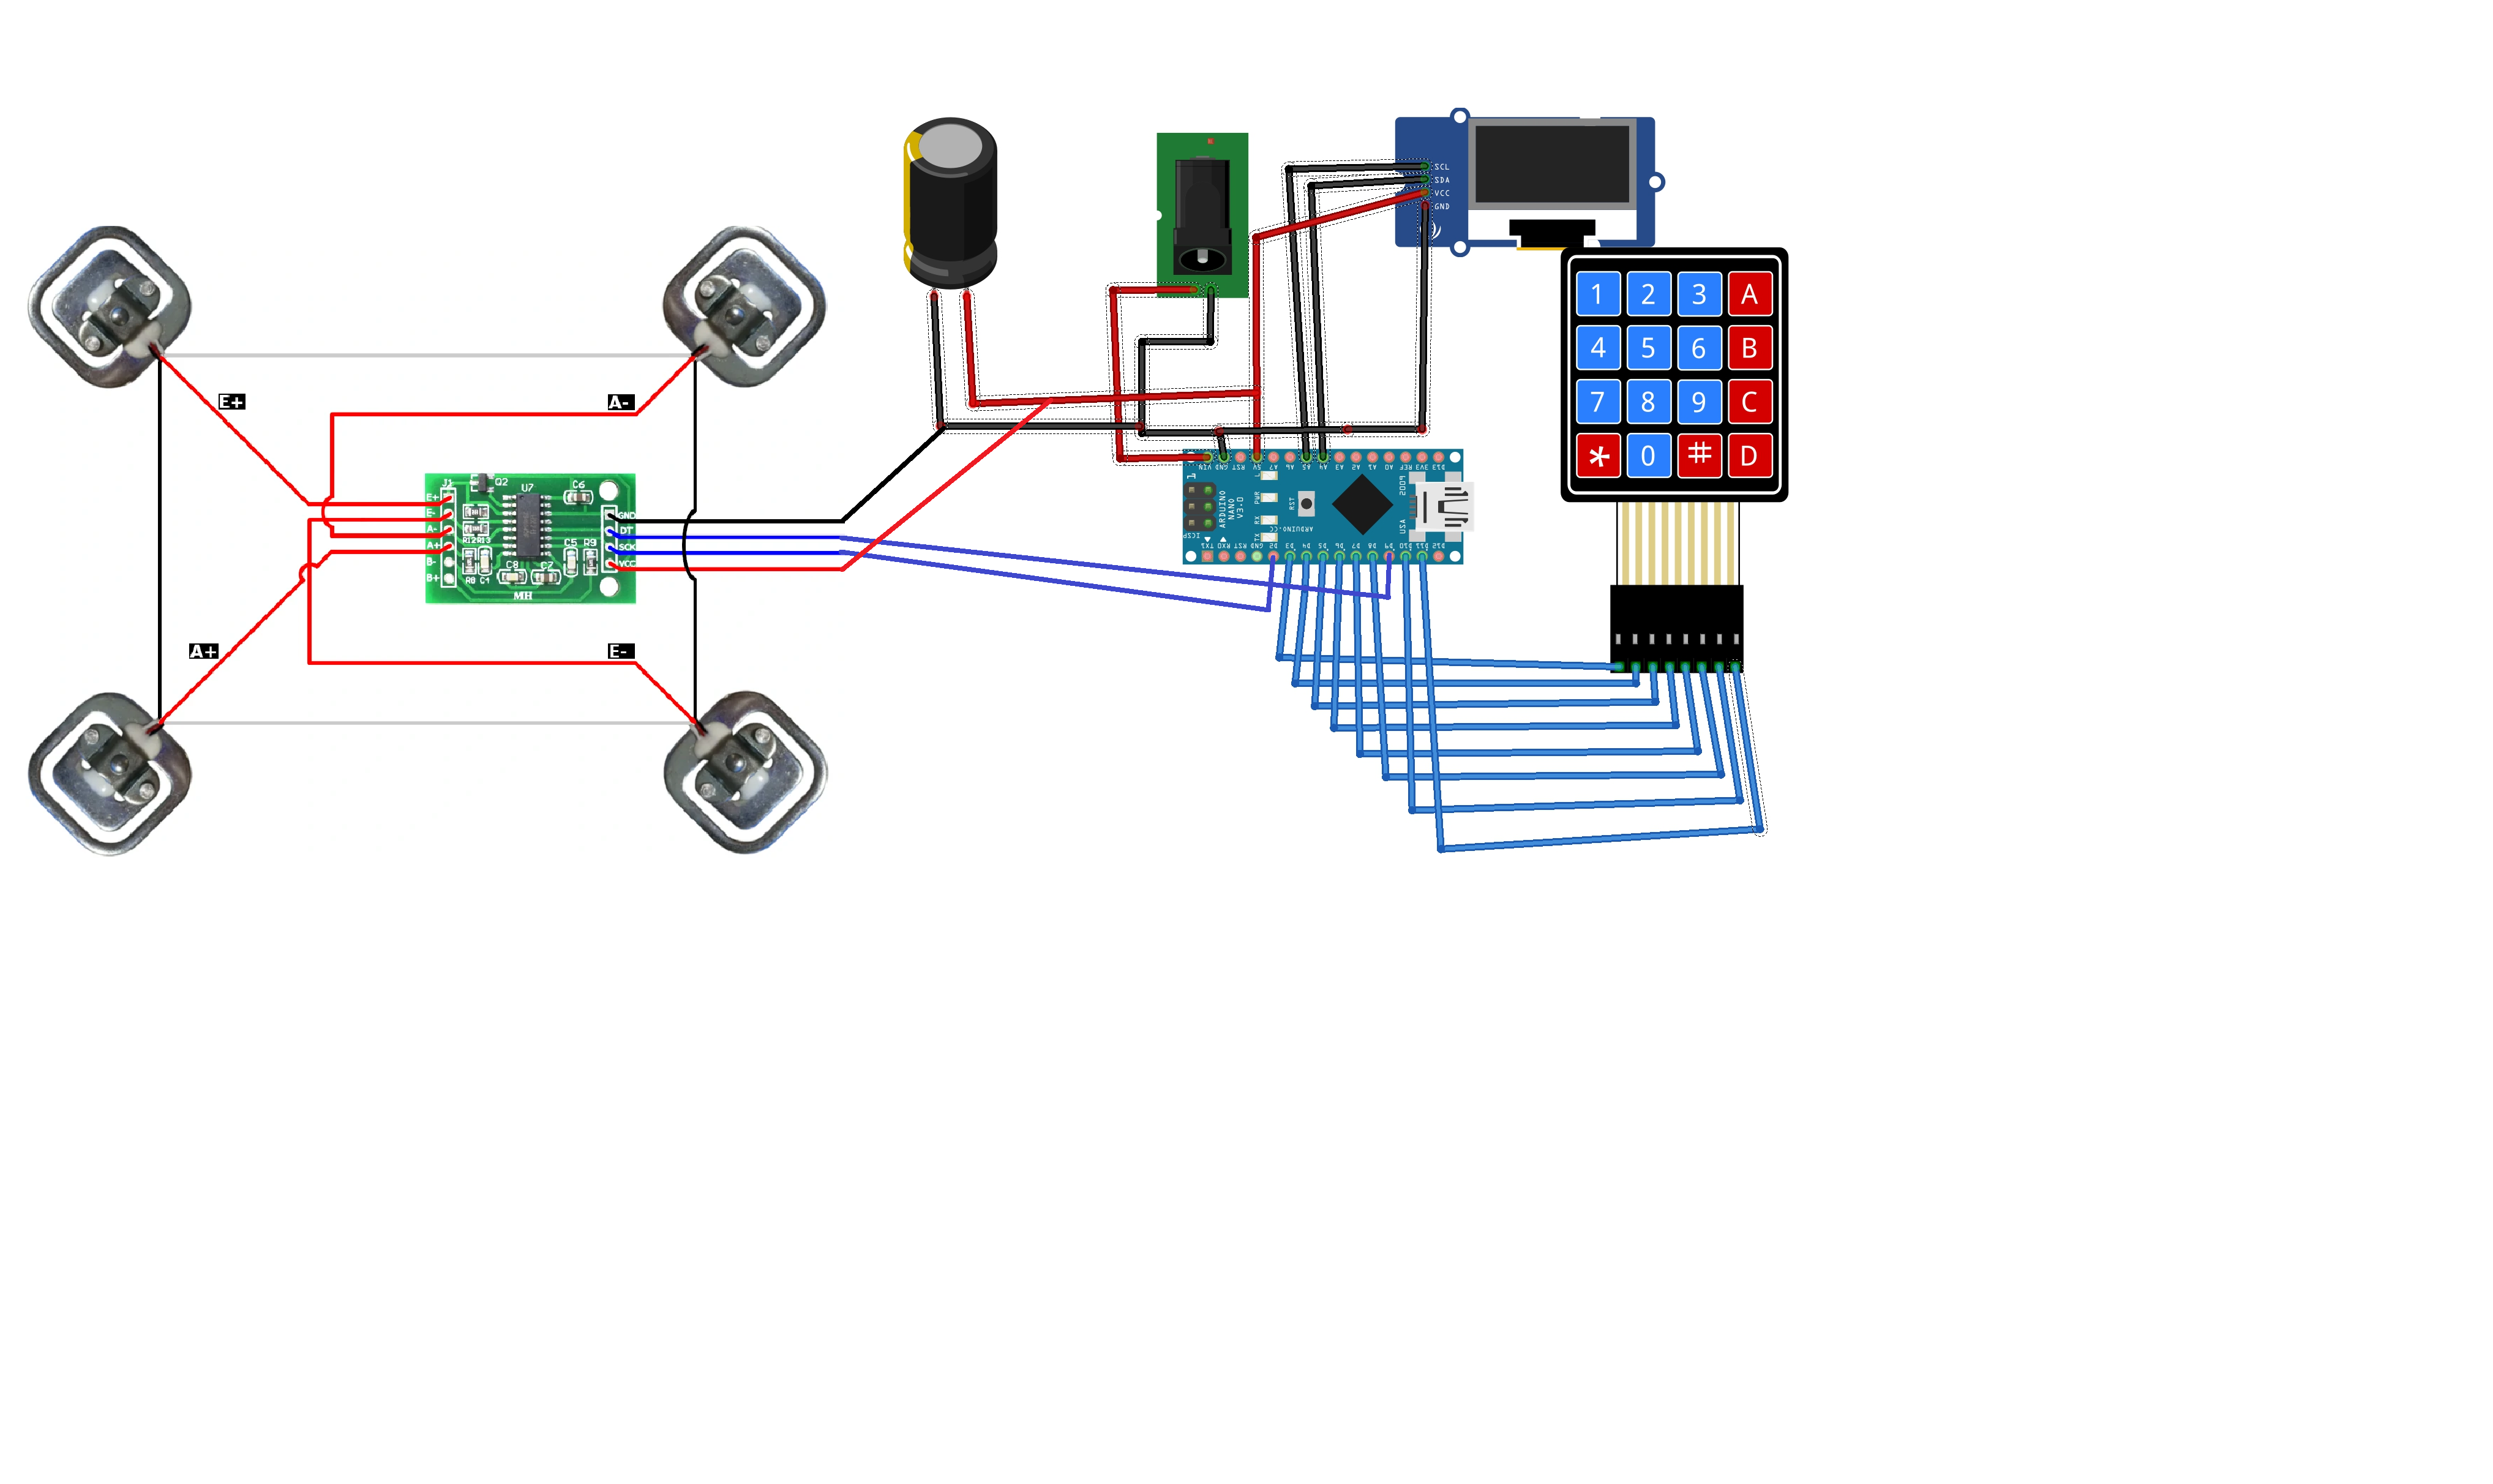 SCL
SDA
VCC
GND
1 2 3 A
4 5 6 B
7 8 9 C
* 0 # D
E+
A-
J1
Q2
U7
C6
E+
E-
A-
A+
B-
B+
R12 R13
R8 C4
C8
C7
C5 R9
MH
GND
DT
SCK
VCC
VIN GND RST 5V A7 A6 A5 A4 A3 A2 A1 A0 REF 3V3 D13
1
ICSP
ARDUINO
NANO
V3.0
L
PWR
RX
TX
RST
ARDUINO.CC
2009
USA
TX1 RX0 RST GND D2 D3 D4 D5 D6 D7 D8 D9 D10 D11 D12
A+
E-